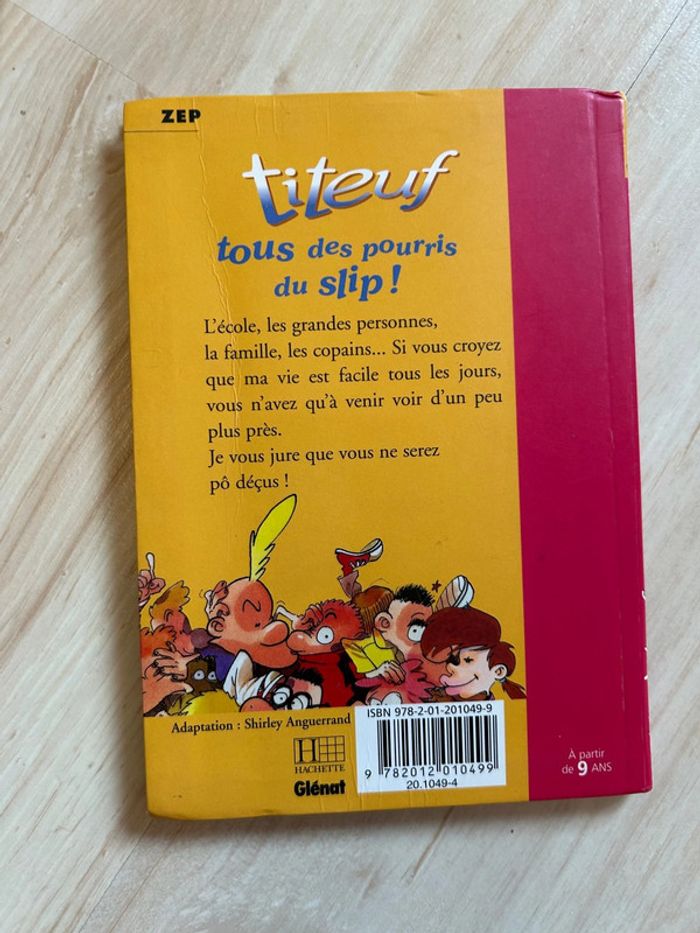 ZEP
titeuf
tous des pourris
du slip !
L'école, les grandes personnes,
la famille, les copains... Si vous croyez
que ma vie est facile tous les jours,
vous n'avez qu'à venir voir d'un peu
plus près.
Je vous jure que vous ne serez
pô déçus !
Adaptation : Shirley Anguerrand
H
HACHETTE
Glénat
ISBN 978-2-01-201049-9
9 782012 010499
20.1049-4
À partir
de 9 ANS